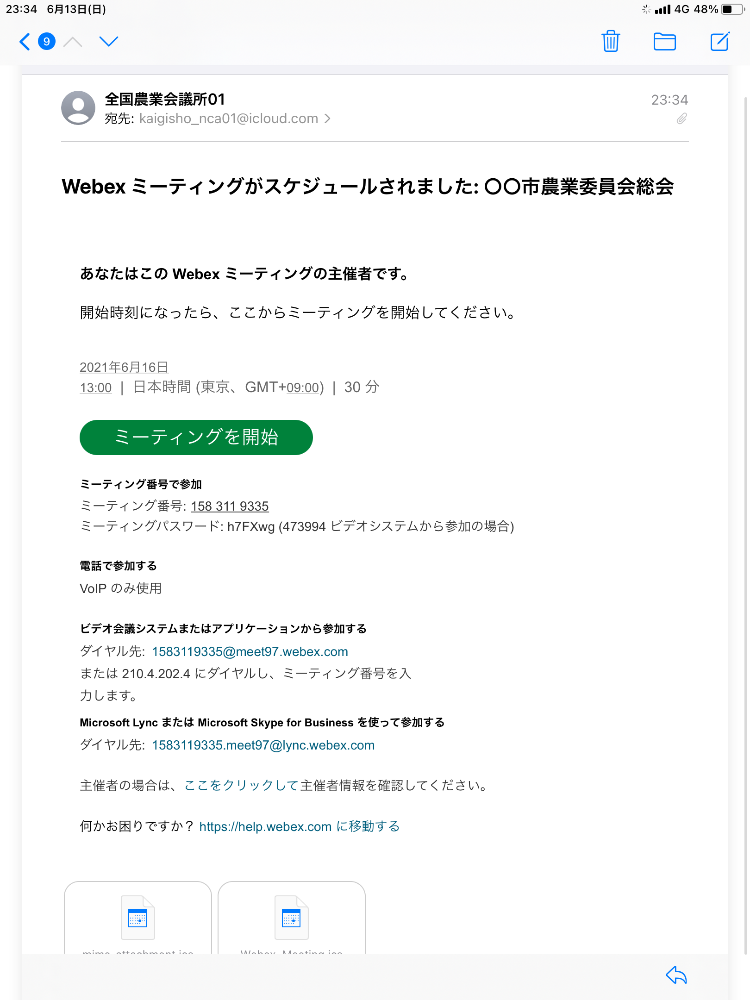 23:34 6月13日(日) 4G 48%
9
全国農業会議所01 23:34
宛先: kaigisho_nca01@icloud.com
Webex ミーティングがスケジュールされました: 〇〇市農業委員会総会
あなたはこの Webex ミーティングの主催者です。
開始時刻になったら、ここからミーティングを開始してください。
2021年6月16日
13:00 | 日本時間 (東京、GMT+09:00) | 30 分
ミーティングを開始
ミーティング番号で参加
ミーティング番号: 158 311 9335
ミーティングパスワード: h7FXwg (473994 ビデオシステムから参加の場合)
電話で参加する
VoIP のみ使用
ビデオ会議システムまたはアプリケーションから参加する
ダイヤル先: 1583119335@meet97.webex.com
または 210.4.202.4 にダイヤルし、ミーティング番号を入
力します。
Microsoft Lync または Microsoft Skype for Business を使って参加する
ダイヤル先: 1583119335.meet97@lync.webex.com
主催者の場合は、ここをクリックして主催者情報を確認してください。
何かお困りですか？ https://help.webex.com に移動する
mime-attachment.ics Webex_Meeting.ics